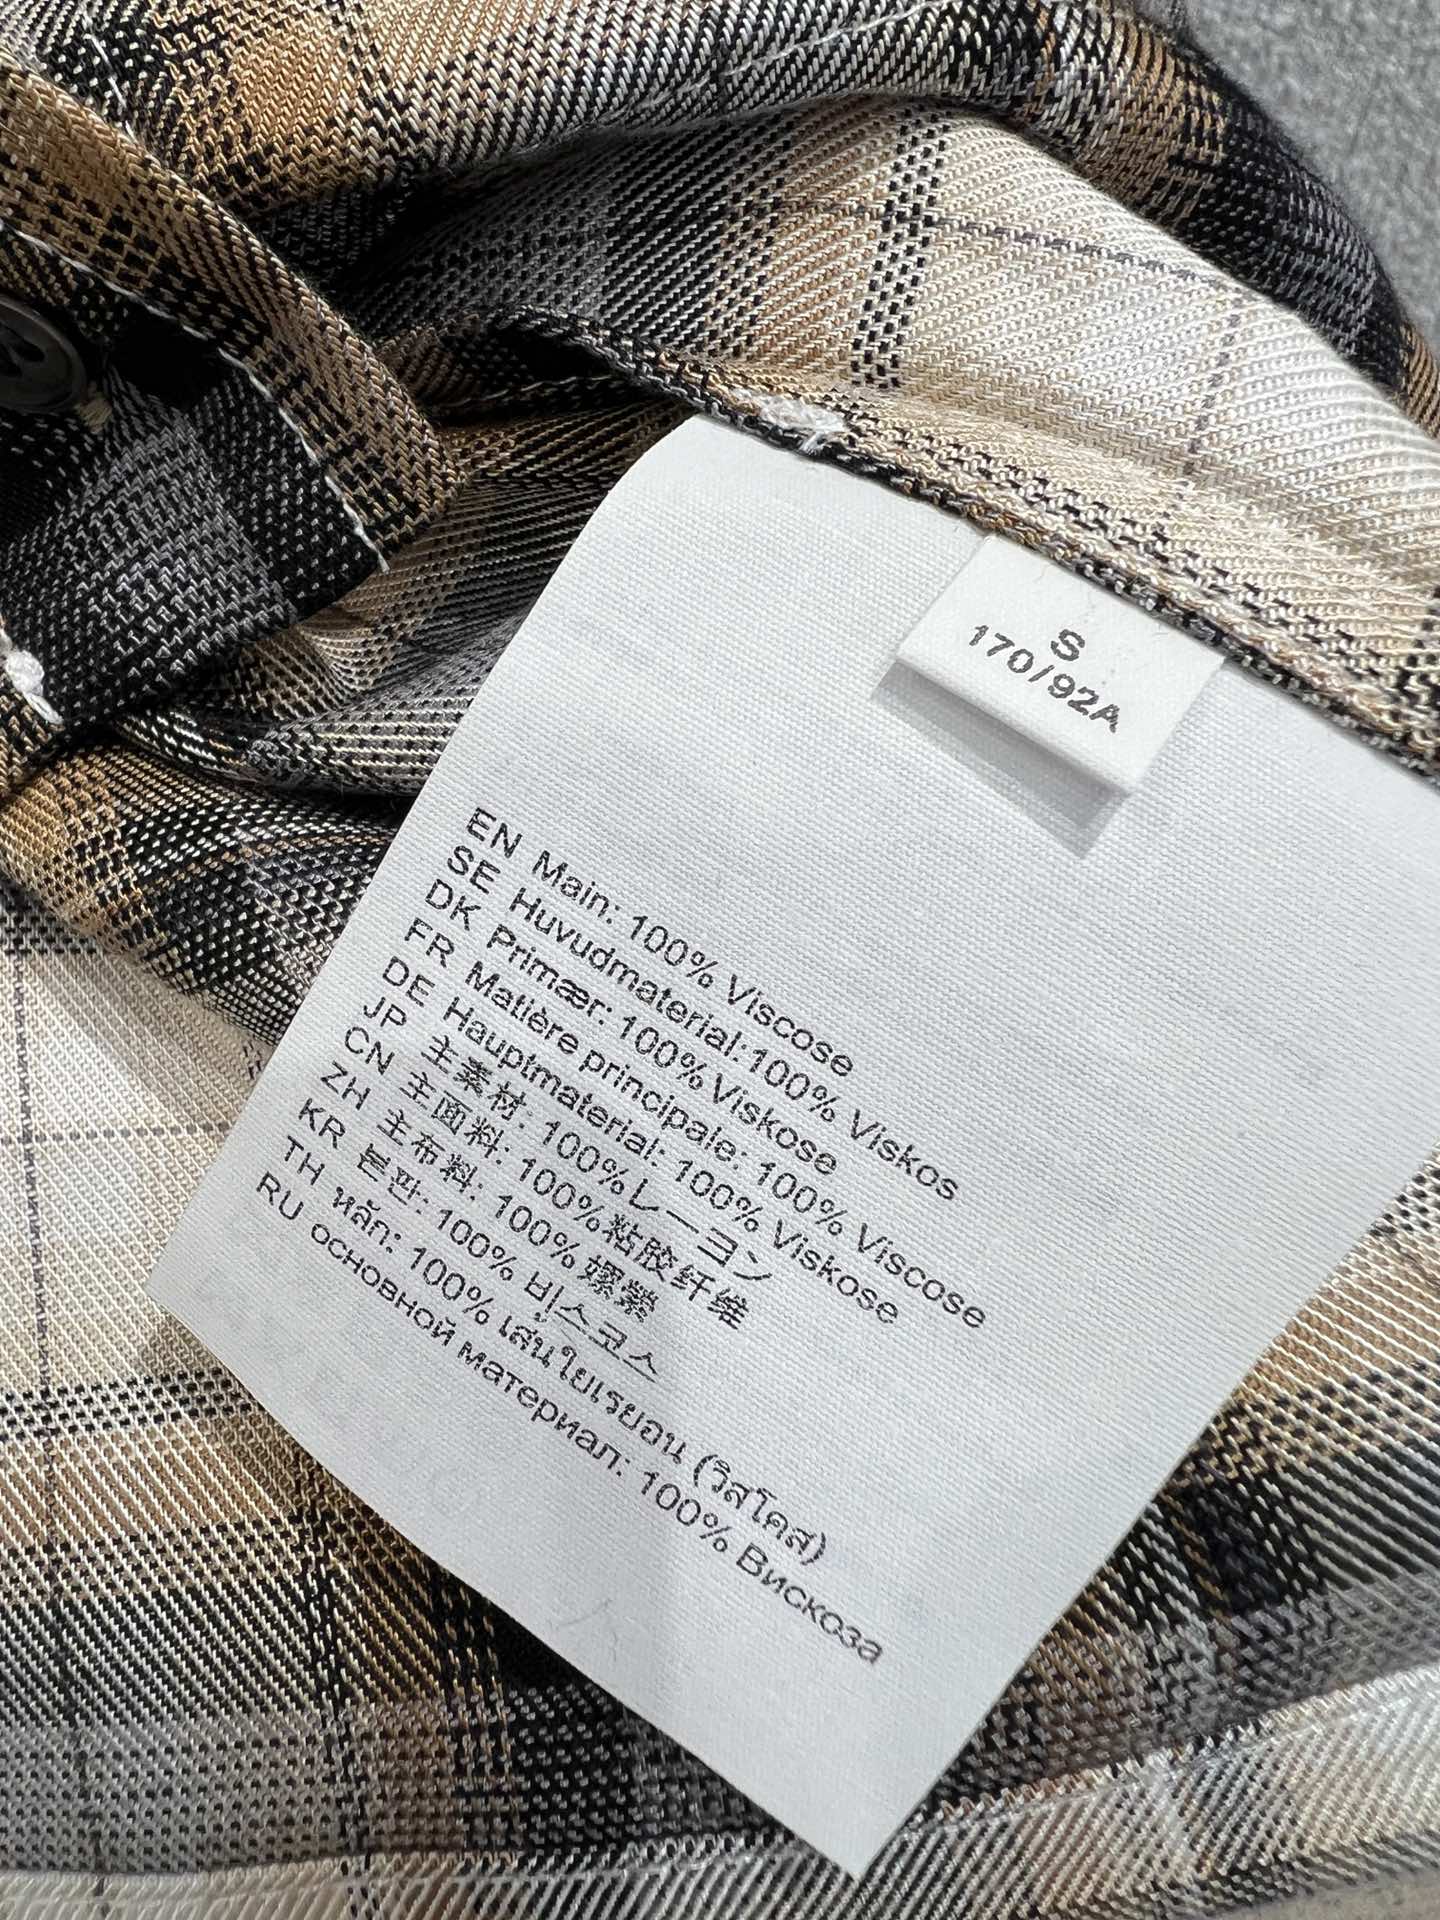 S
170/92A
EN Main: 100% Viscose
SE Huvudmaterial:100% Viskos
DK Primær: 100% Viskose
FR Matière principale: 100% Viscose
DE Hauptmaterial: 100% Viskose
JP 主素材: 100%レーヨン
CN 主面料: 100%粘胶纤维
ZH 主布料: 100% 嫘縈
KR 본판: 100% 비스코스
TH หลัก: 100% เส้นใยเรยอน (วิสโคส)
RU основной материал: 100% Вискоза